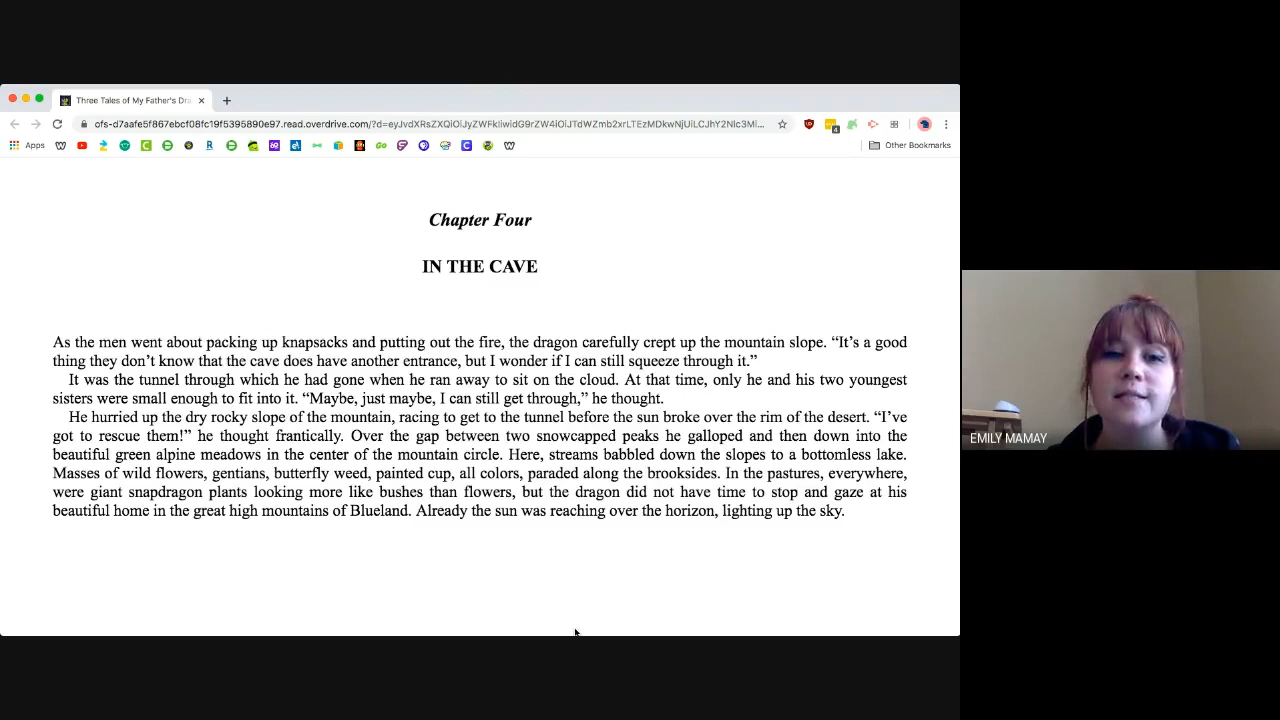 Three Tales of My Father's Dra
ofs-d7aafe5f867ebcf08fc19f5395890e97.read.overdrive.com/?d=
Apps
Other Bookmarks
Chapter Four
IN THE CAVE
As the men went about packing up knapsacks and putting out the fire, the dragon carefully crept up the mountain slope. “It’s a good
thing they don’t know that the cave does have another entrance, but I wonder if I can still squeeze through it.”
It was the tunnel through which he had gone when he ran away to sit on the cloud. At that time, only he and his two youngest
sisters were small enough to fit into it. “Maybe, just maybe, I can still get through,” he thought.
He hurried up the dry rocky slope of the mountain, racing to get to the tunnel before the sun broke over the rim of the desert. “I’ve
got to rescue them!” he thought frantically. Over the gap between two snowcapped peaks he galloped and then down into the
beautiful green alpine meadows in the center of the mountain circle. Here, streams babbled down the slopes to a bottomless lake.
Masses of wild flowers, gentians, butterfly weed, painted cup, all colors, paraded along the brooksides. In the pastures, everywhere,
were giant snapdragon plants looking more like bushes than flowers, but the dragon did not have time to stop and gaze at his
beautiful home in the great high mountains of Blueland. Already the sun was reaching over the horizon, lighting up the sky.
EMILY MAMAY